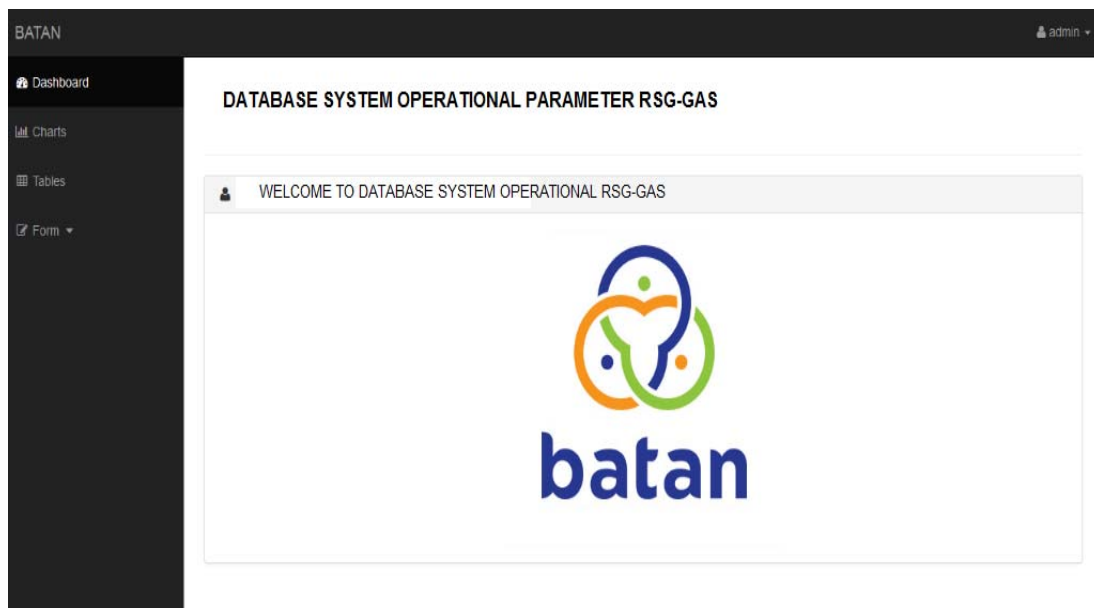 BATAN
admin
Dashboard
Charts
Tables
Form
DATABASE SYSTEM OPERATIONAL PARAMETER RSG-GAS
WELCOME TO DATABASE SYSTEM OPERATIONAL RSG-GAS
batan